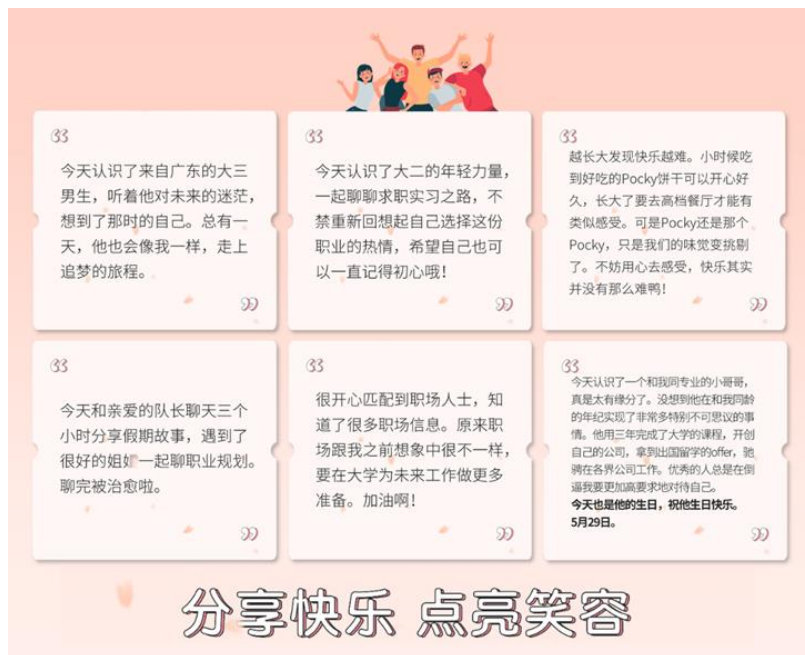 今天认识了来自广东的大三
男生，听着他对未来的迷茫，
想到了那时的自己。总有一
天，他也会像我一样，走上
追梦的旅程。
今天认识了大二的年轻力量，
一起聊聊求职实习之路，不
禁重新回想起自己选择这份
职业的热情，希望自己也可
以一直记得初心哦！
越长大发现快乐越难。小时候吃
到好吃的Pocky饼干可以开心好
久，长大了要去高档餐厅才能有
类似感受。可是Pocky还是那个
Pocky，只是我们的味觉变挑剔
了。不妨用心去感受，快乐其实
并没有那么难鸭！
今天和亲爱的队长聊天三个
小时分享假期故事，遇到了
很好的姐姐一起聊职业规划。
聊完被治愈啦。
很开心匹配到职场人士，知
道了很多职场信息。原来职
场跟我之前想象中很不一样，
要在大学为未来工作做更多
准备。加油啊！
今天认识了一个和我同专业的小哥哥，
真是太有缘分了。没想到他在和我同龄
的年纪实现了非常多特别不可思议的事
情。他用三年完成了大学的课程，开创
自己的公司，拿到出国留学的offer，驰
骋在各界公司工作。优秀的人总是在倒
逼我要更加高要求地对待自己。
今天也是他的生日，祝他生日快乐。
5月29日。
分享快乐 点亮笑容